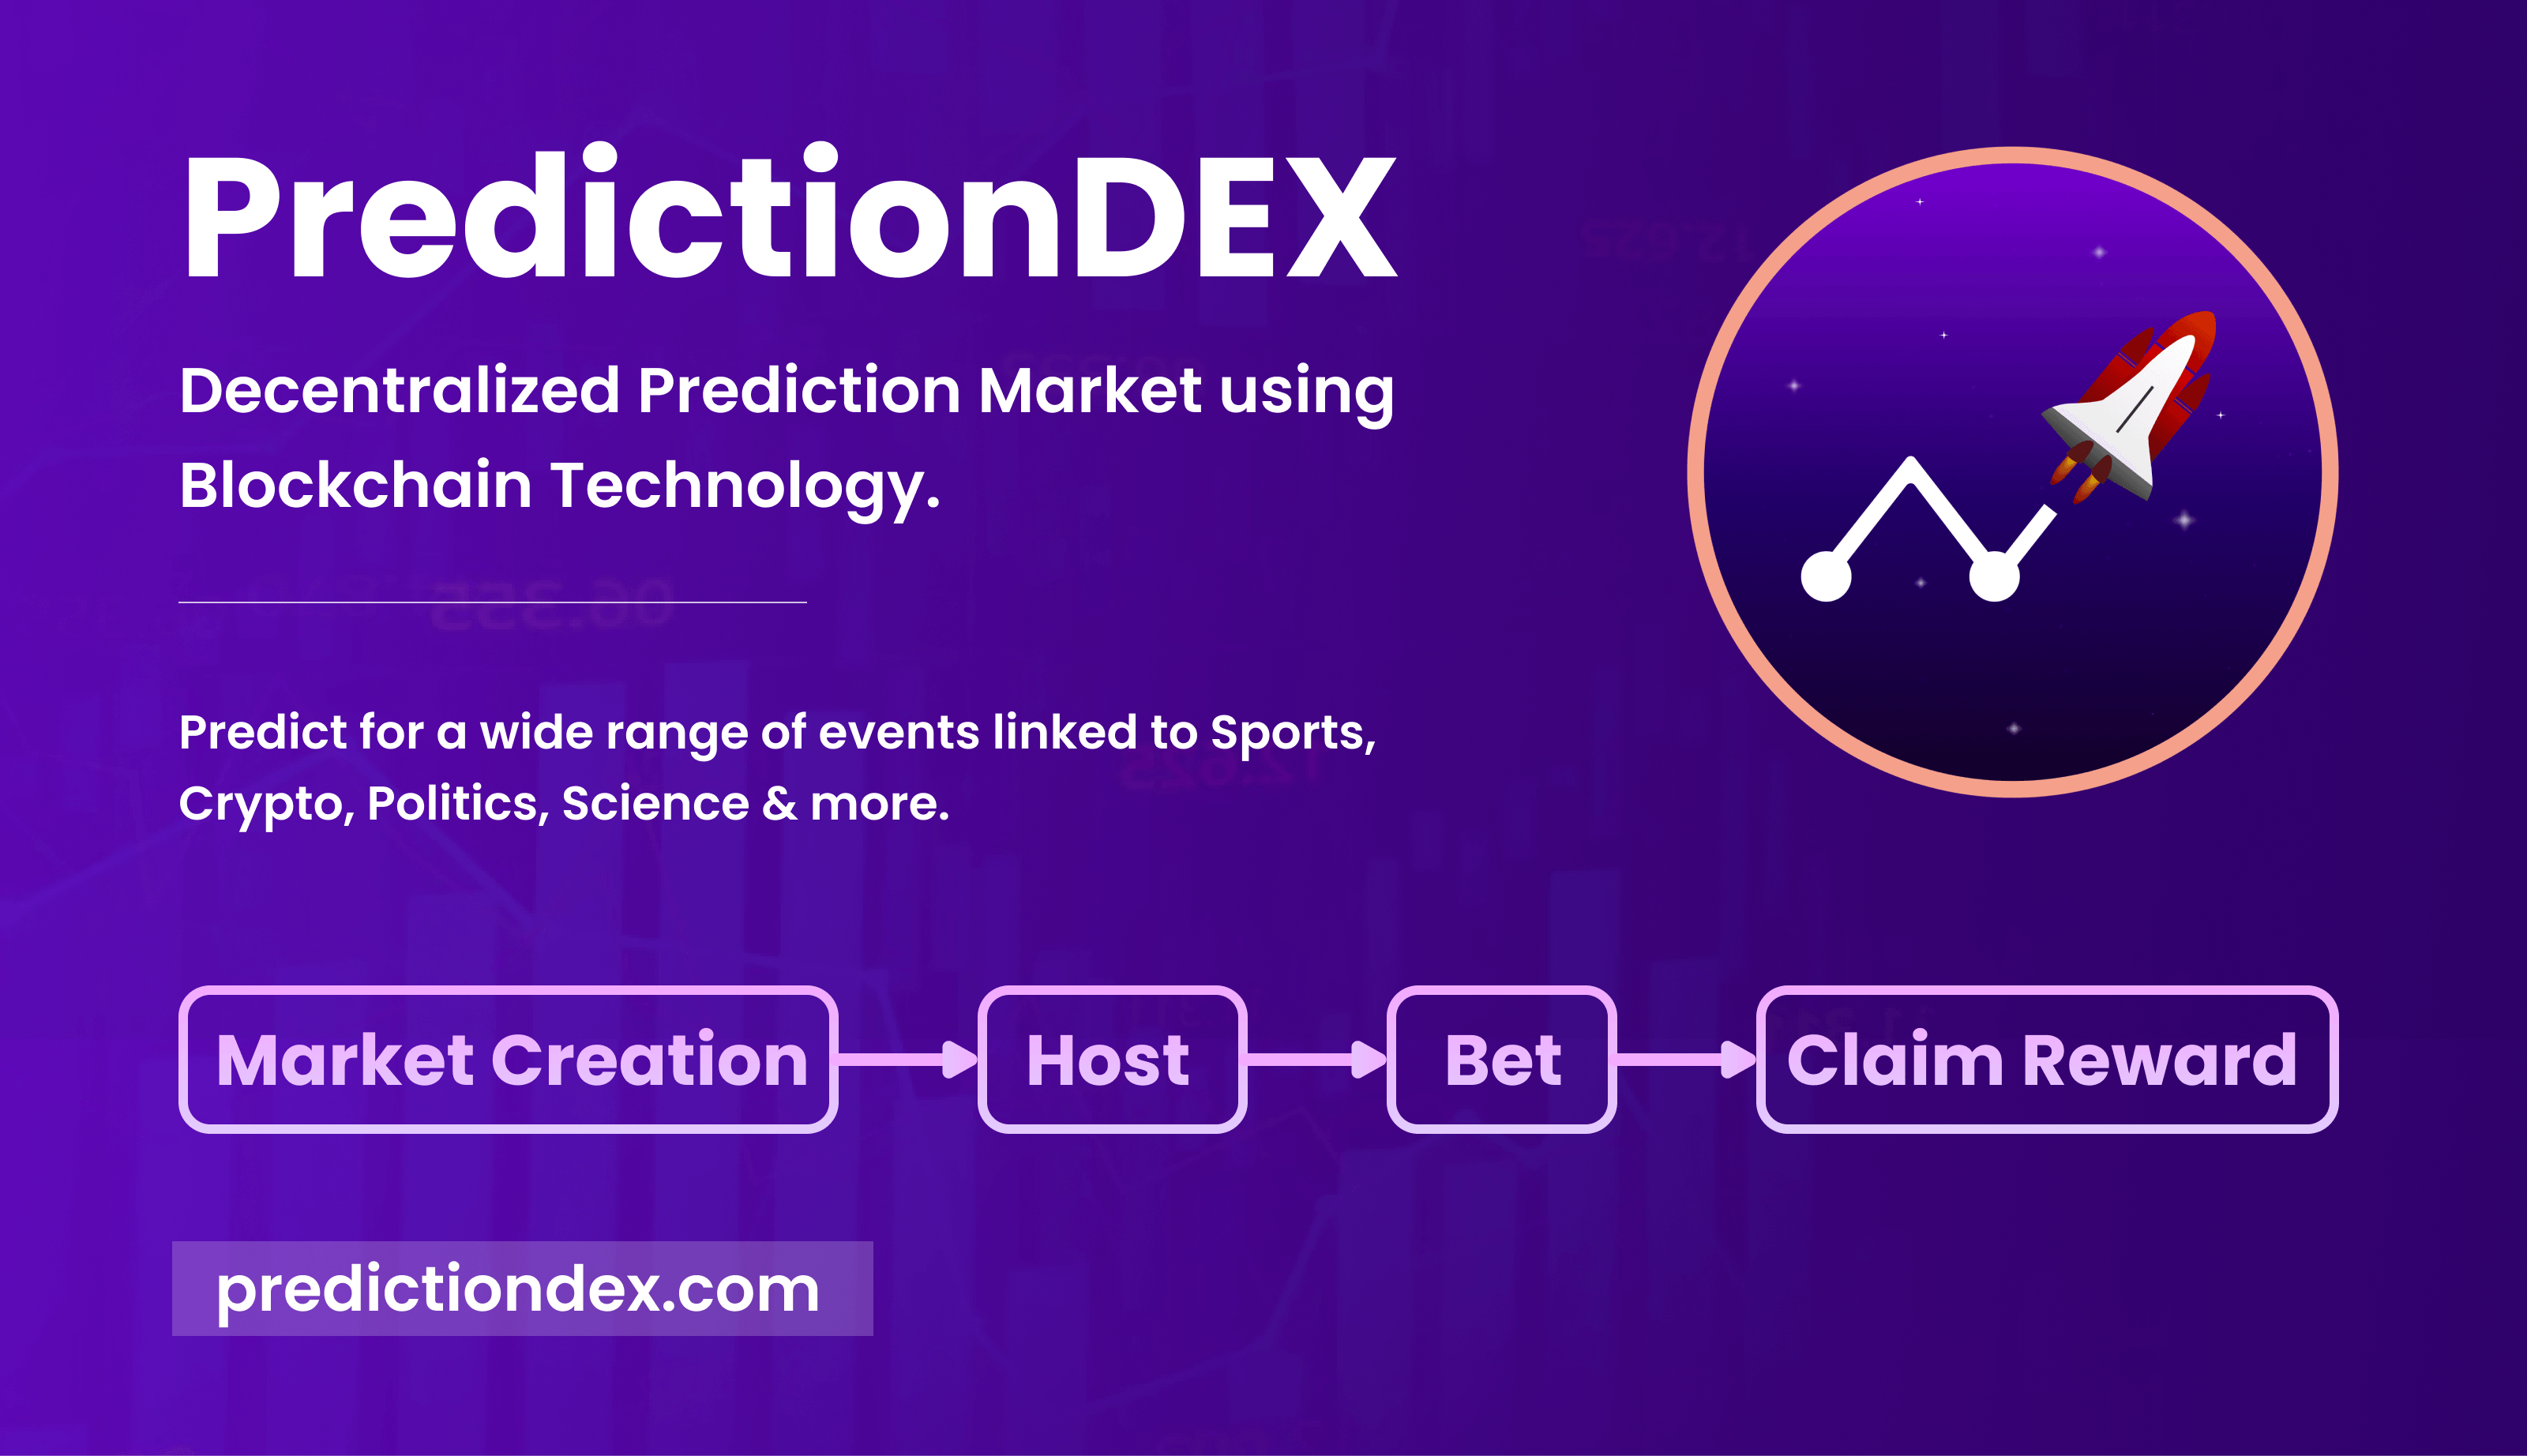 PredictionDEX
Decentralized Prediction Market using
Blockchain Technology.
Predict for a wide range of events linked to Sports,
Crypto, Politics, Science & more.
Market Creation
Host
Bet
Claim Reward
predictiondex.com